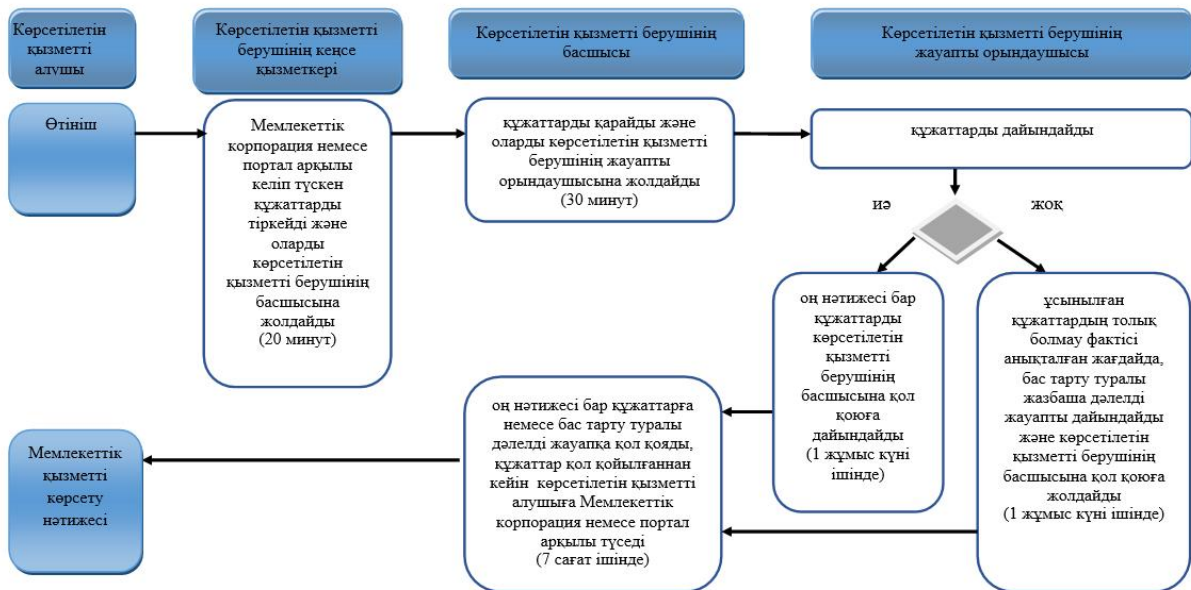 Көрсетілетін
қызметті
алушы
Көрсетілетін қызметті
берушінің кеңсе
қызметкері
Көрсетілетін қызметті берушінің
басшысы
Көрсетілетін қызметті берушінің
жауапты орындаушысы
Өтініш
Мемлекеттік
корпорация немесе
портал арқылы
келіп түскен
құжаттарды
тіркейді және
оларды
көрсетілетін
қызметті берушінің
басшысына
жолдайды
(20 минут)
құжаттарды қарайды және
оларды көрсетілетін қызметті
берушінің жауапты
орындаушысына жолдайды
(30 минут)
құжаттарды дайындайды
иә
жоқ
оң нәтижесі бар
құжаттарды
көрсетілетін
қызметті
берушінің
басшысына қол
қоюға
дайындайды
(1 жұмыс күні
ішінде)
ұсынылған
құжаттардың толық
болмау фактісі
анықталған жағдайда,
бас тарту туралы
жазбаша дәлелді
жауапты дайындайды
және көрсетілетін
қызметті берушінің
басшысына қол қоюға
жолдайды
(1 жұмыс күні ішінде)
оң нәтижесі бар құжаттарға
немесе бас тарту туралы
дәлелді жауапқа қол қояды,
құжаттар қол қойылғаннан
кейін көрсетілетін қызметті
алушыға Мемлекеттік
корпорация немесе портал
арқылы түседі
(7 сағат ішінде)
Мемлекеттік
қызметті
көрсету
нәтижесі